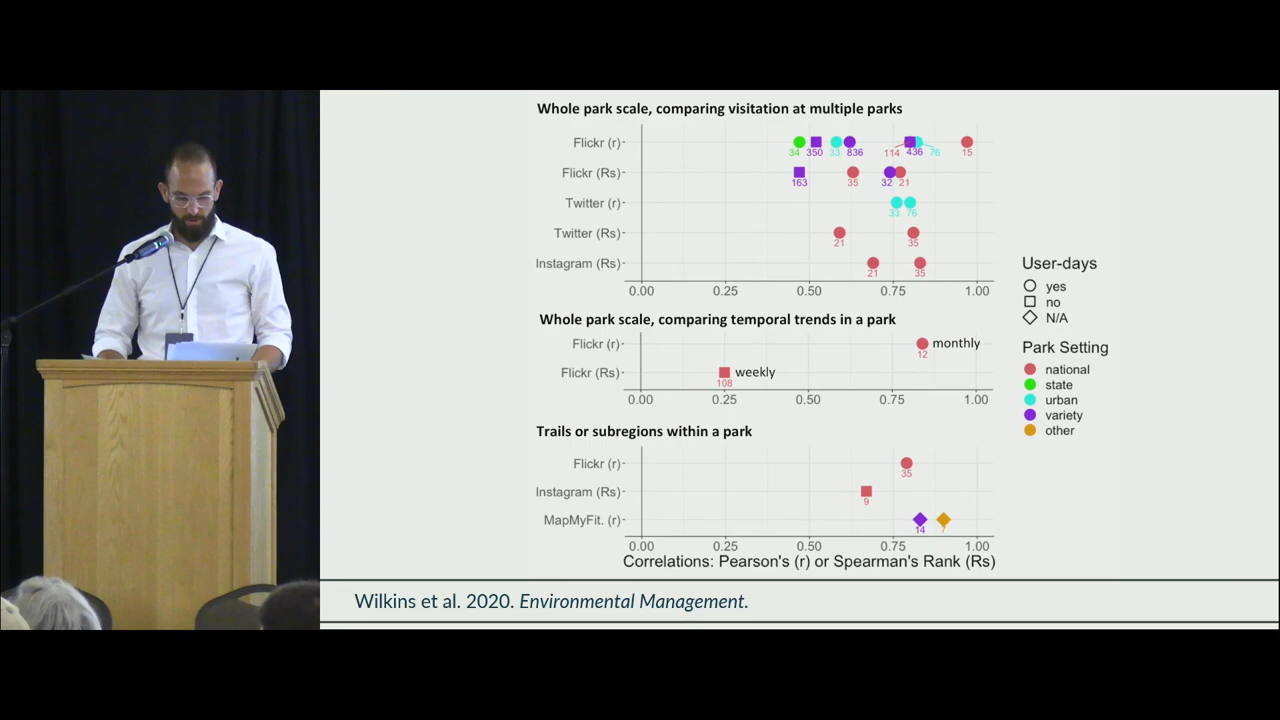 Whole park scale, comparing visitation at multiple parks
Flickr (r)
34 350 33 836 114 436 76 15
Flickr (Rs)
163 35 32 21
Twitter (r)
33 76
Twitter (Rs)
21 35
Instagram (Rs)
21 35
0.00 0.25 0.50 0.75 1.00
Whole park scale, comparing temporal trends in a park
Flickr (r)
monthly
12
Flickr (Rs)
weekly
108
0.00 0.25 0.50 0.75 1.00
Trails or subregions within a park
Flickr (r)
35
Instagram (Rs)
9
MapMyFit. (r)
14 7
0.00 0.25 0.50 0.75 1.00
Correlations: Pearson's (r) or Spearman's Rank (Rs)
User-days
yes
no
N/A
Park Setting
national
state
urban
variety
other
Wilkins et al. 2020. Environmental Management.